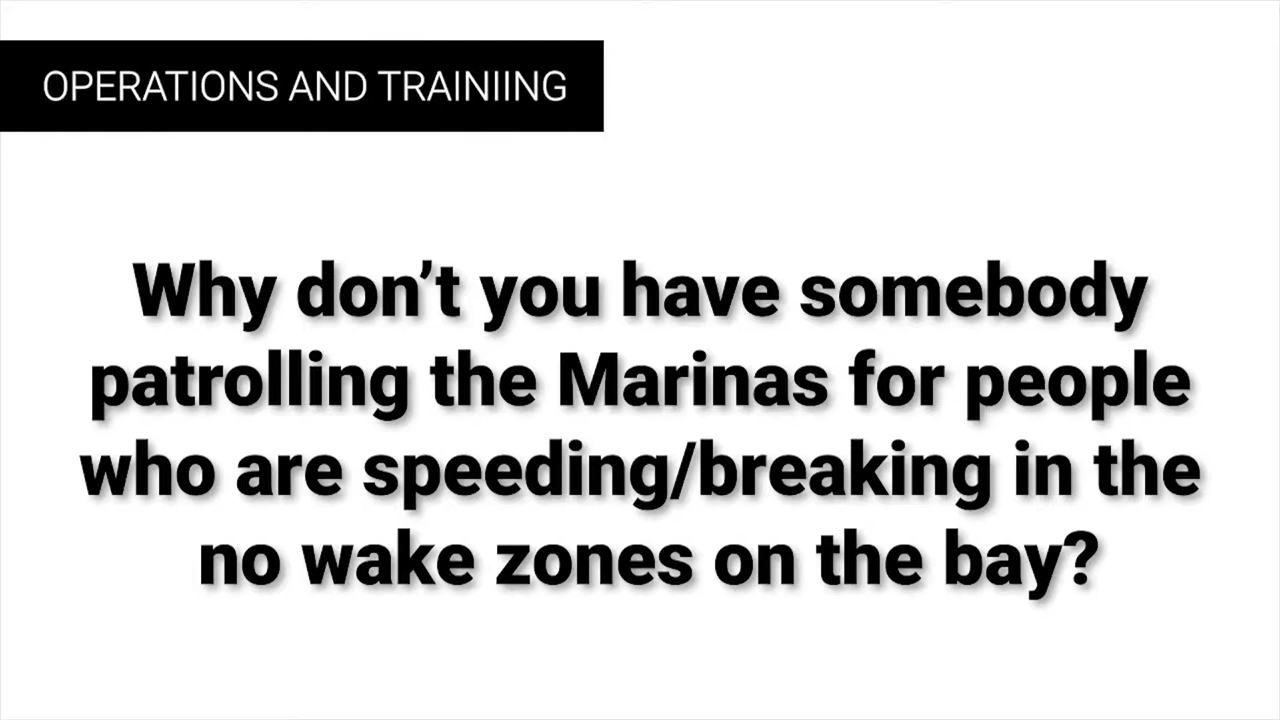 OPERATIONS AND TRAINIING
Why don’t you have somebody
patrolling the Marinas for people
who are speeding/breaking in the
no wake zones on the bay?